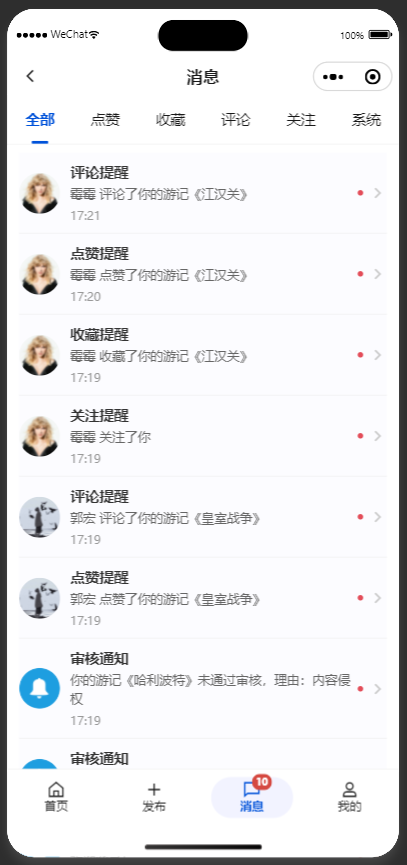 WeChat
100%
消息
全部 点赞 收藏 评论 关注 系统
评论提醒
霉霉 评论了你的游记《江汉关》
17:21
点赞提醒
霉霉 点赞了你的游记《江汉关》
17:20
收藏提醒
霉霉 收藏了你的游记《江汉关》
17:19
关注提醒
霉霉 关注了你
17:19
评论提醒
郭宏 评论了你的游记《皇室战争》
17:19
点赞提醒
郭宏 点赞了你的游记《皇室战争》
17:19
审核通知
你的游记《哈利波特》未通过审核，理由：内容侵
权
17:19
审核通知
10
首页 发布 消息 我的